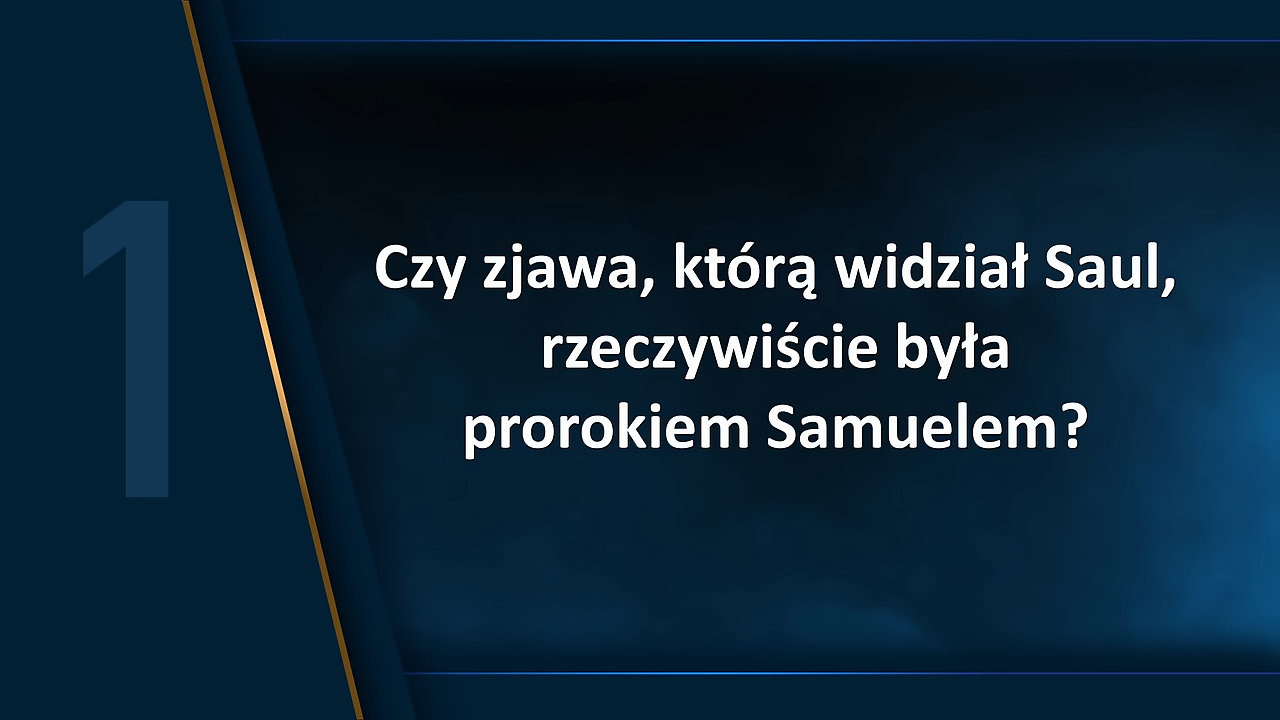 1
Czy zjawa, którą widział Saul,
rzeczywiście była
prorokiem Samuelem?